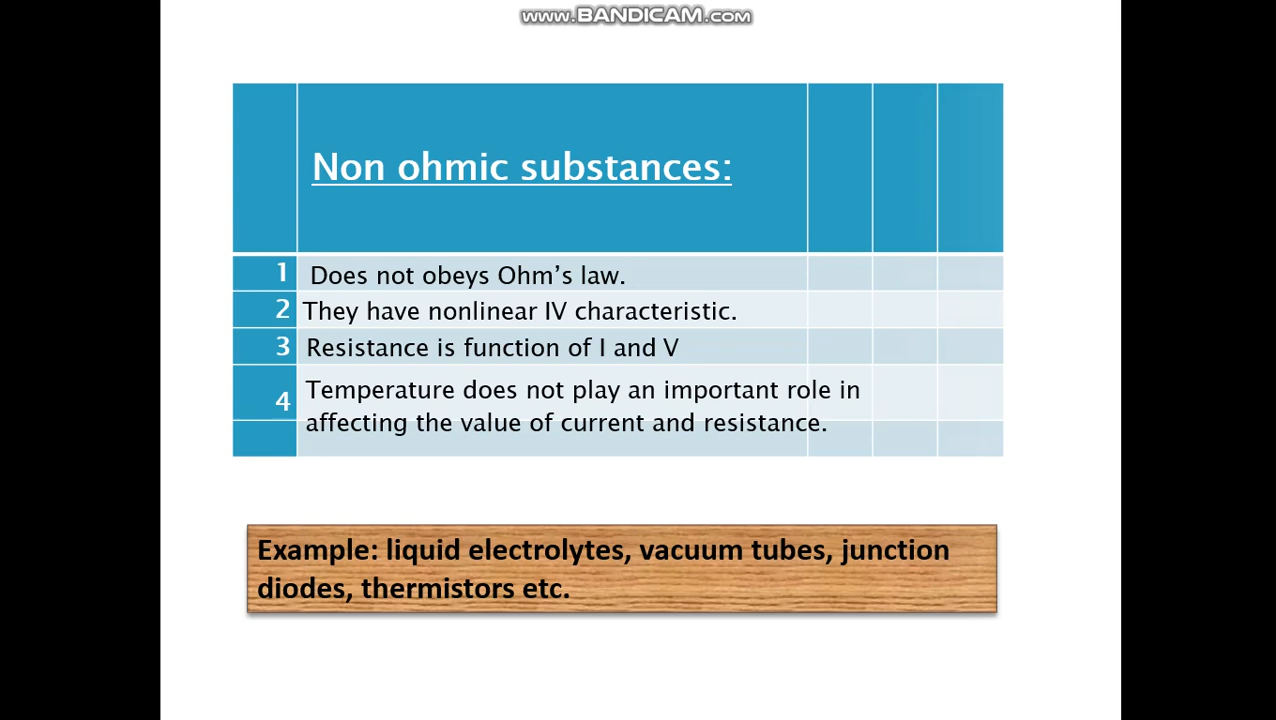 www.BANDICAM.com
Non ohmic substances:
1 Does not obeys Ohm’s law.
2 They have nonlinear IV characteristic.
3 Resistance is function of I and V
4 Temperature does not play an important role in
affecting the value of current and resistance.
Example: liquid electrolytes, vacuum tubes, junction
diodes, thermistors etc.